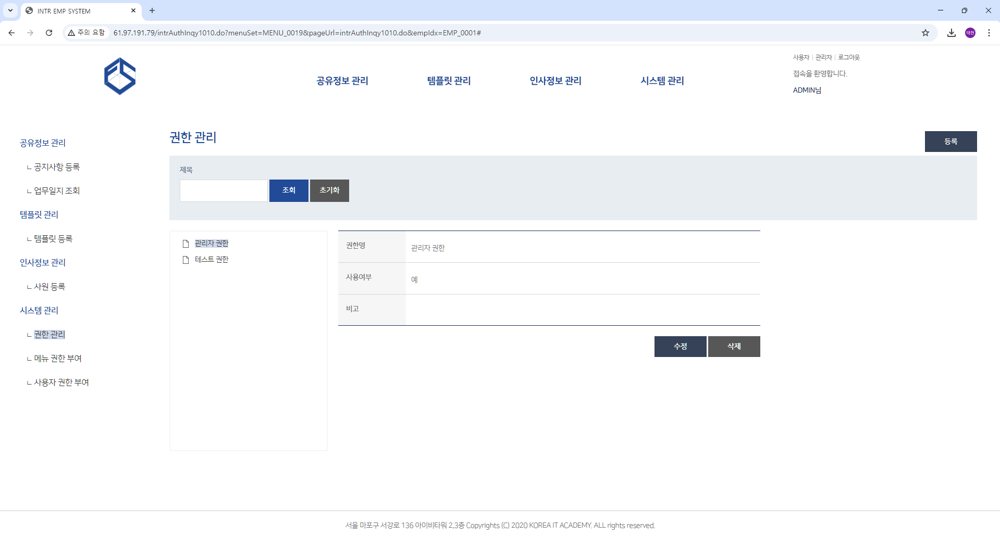 INTR EMP SYSTEM
주의 요함
61.97.191.79/intrAuthInqy1010.do?menuSet=MENU_0019&pageUrl=intrAuthInqy1010.do&empIdx=EMP_0001#
태현
사용자 | 관리자 | 로그아웃
접속을 환영합니다.
ADMIN님
공유정보 관리
템플릿 관리
인사정보 관리
시스템 관리
공유정보 관리
ㄴ 공지사항 등록
ㄴ 업무일지 조회
템플릿 관리
ㄴ 템플릿 등록
인사정보 관리
ㄴ 사원 등록
시스템 관리
ㄴ 권한 관리
ㄴ 메뉴 권한 부여
ㄴ 사용자 권한 부여
권한 관리
등록
제목
조회
초기화
관리자 권한
테스트 권한
권한명
관리자 권한
사용여부
예
비고
수정
삭제
서울 마포구 서강로 136 아이비타워 2,3층 Copyrights (C) 2020 KOREA IT ACADEMY. ALL rights reserved.